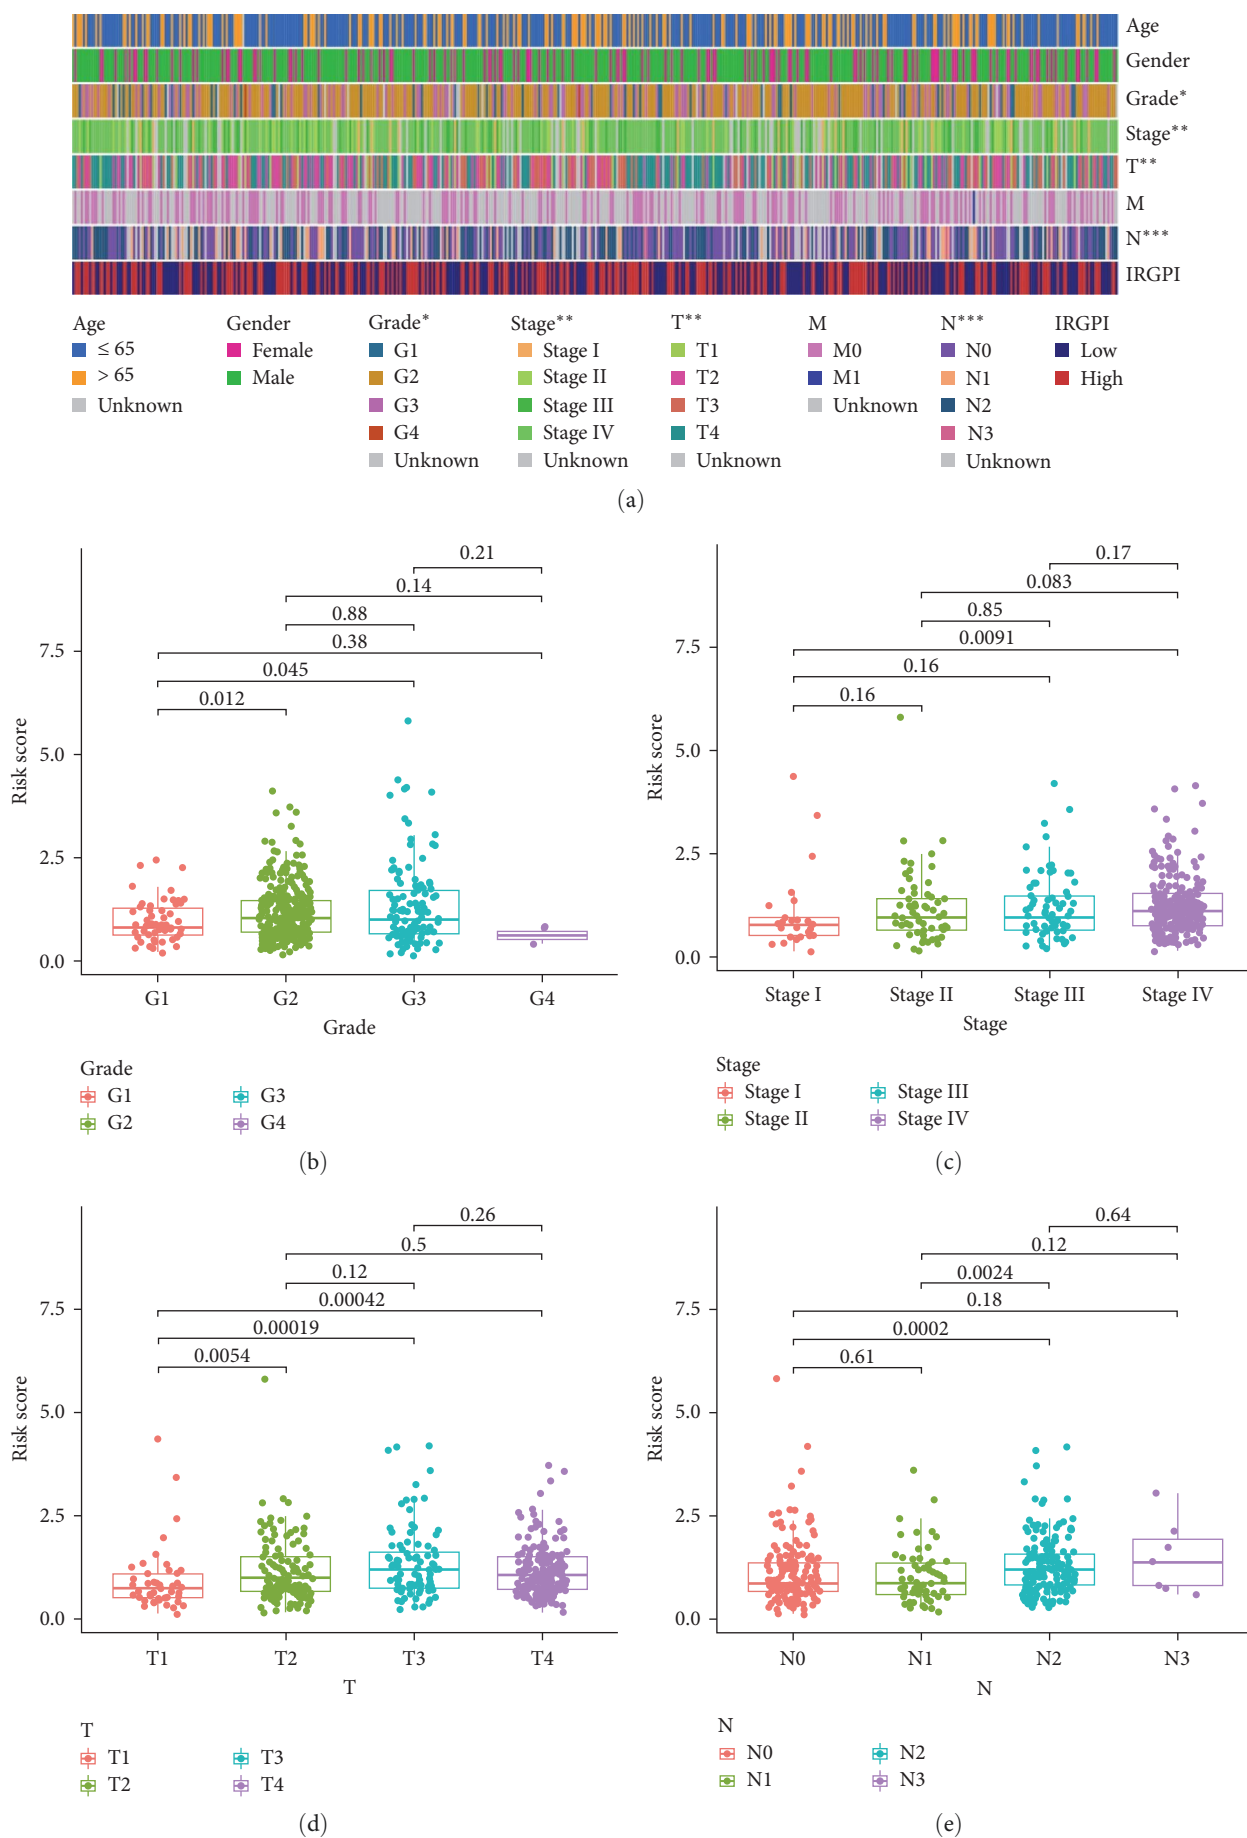 Age
Gender
Grade*
Stage**
T**
M
N***
IRGPI
Age Gender Grade* Stage** T** M N*** IRGPI
≤ 65 Female G1 Stage I T1 M0 N0 Low
> 65 Male G2 Stage II T2 M1 N1 High
Unknown G3 Stage III T3 Unknown N2
G4 Stage IV T4 N3
Unknown Unknown Unknown Unknown
(a)
0.21
0.14
0.88
0.38
0.045
0.012
7.5
5.0
2.5
0.0
Risk score
G1 G2 G3 G4
Grade
Grade
G1 G3
G2 G4
(b)
0.17
0.083
0.85
0.0091
0.16
0.16
7.5
5.0
2.5
0.0
Risk score
Stage I Stage II Stage III Stage IV
Stage
Stage
Stage I Stage III
Stage II Stage IV
(c)
0.26
0.5
0.12
0.00042
0.00019
0.0054
7.5
5.0
2.5
0.0
Risk score
T1 T2 T3 T4
T
T
T1 T3
T2 T4
(d)
0.64
0.12
0.0024
0.18
0.0002
0.61
7.5
5.0
2.5
0.0
Risk score
N0 N1 N2 N3
N
N
N0 N2
N1 N3
(e)